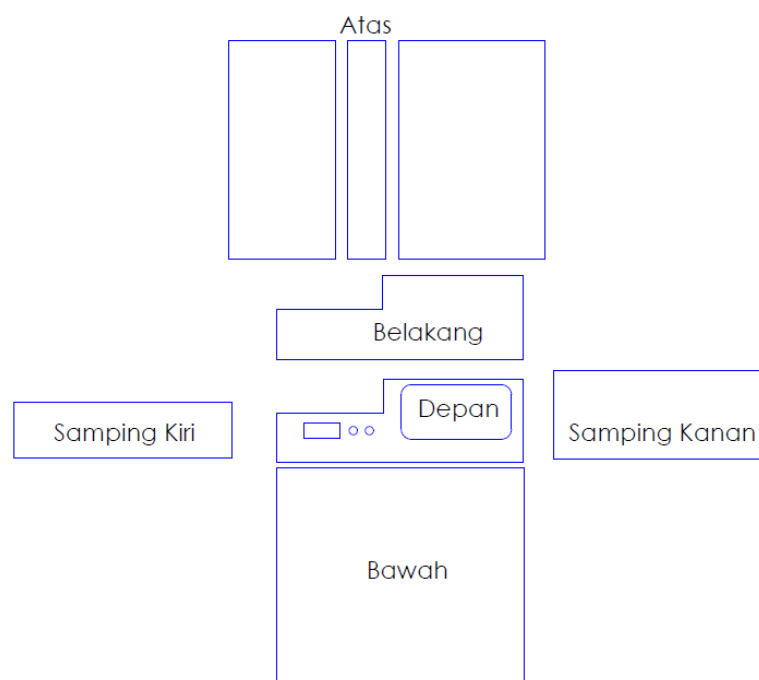 Atas
Belakang
Depan
Samping Kiri
Samping Kanan
Bawah